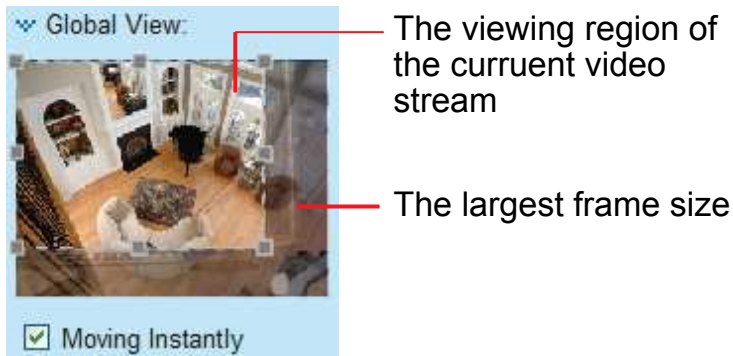 Global View:
The viewing region of
the curruent video
stream
The largest frame size
Moving Instantly